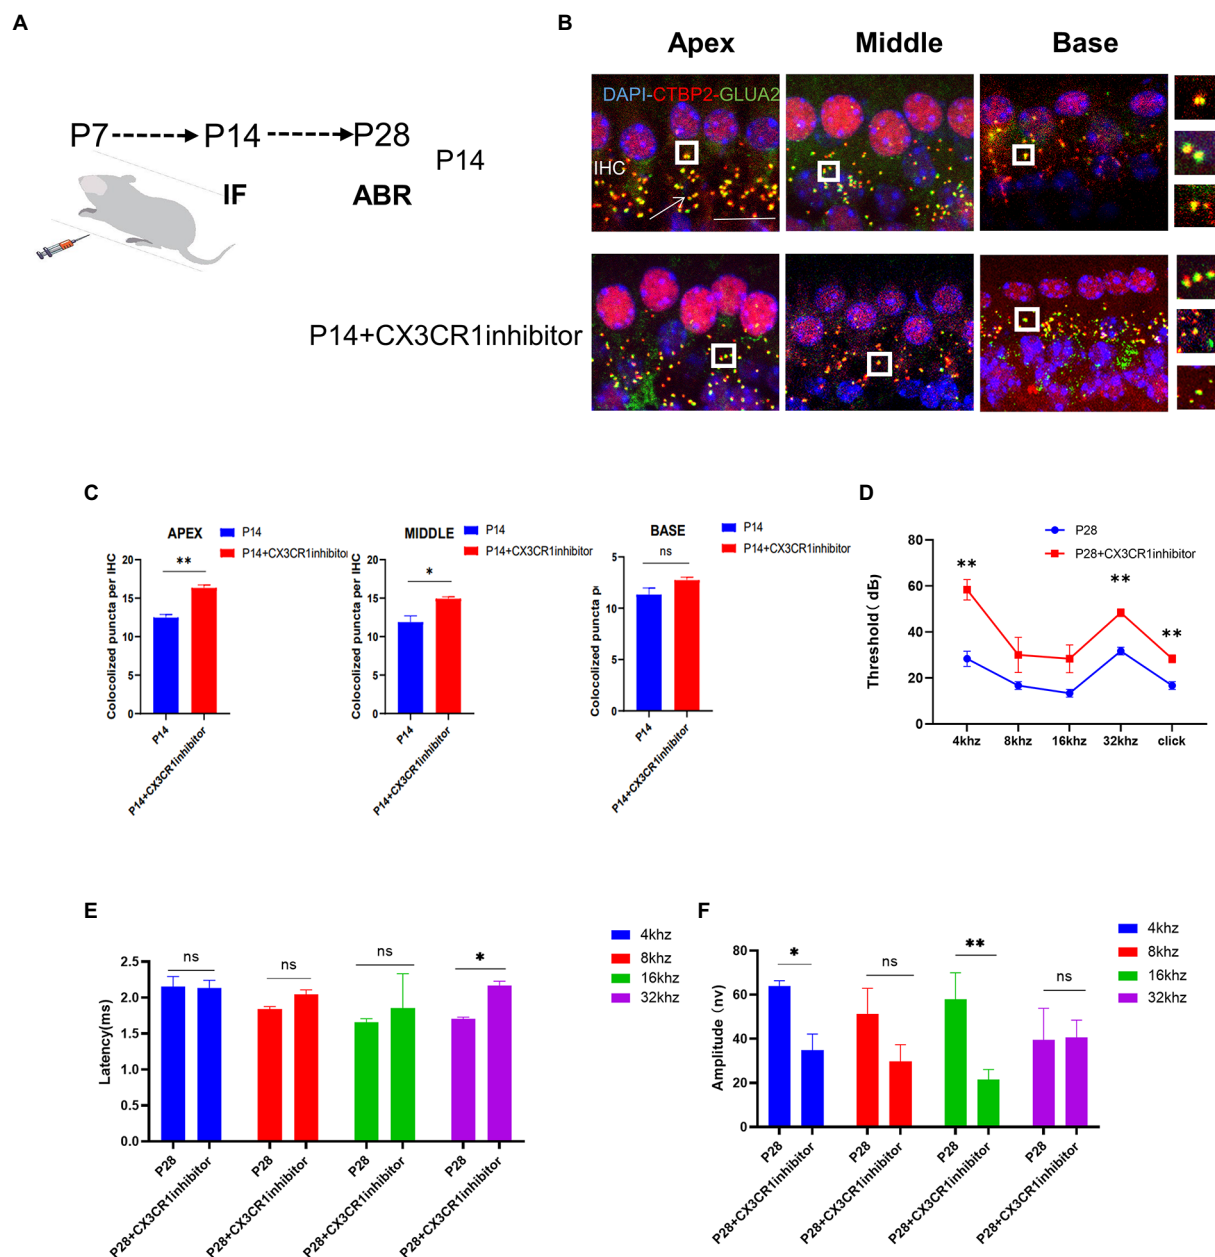 A
P7 P14 P28
IF ABR
P14
P14+CX3CR1inhibitor
B
Apex Middle Base
DAPI-CTBP2-GLUA2
IHC
C
APEX
P14
P14+CX3CR1inhibitor
**
Colocolized puncta per IHC
20
15
10
5
0
P14
P14+CX3CR1inhibitor
MIDDLE
P14
P14+CX3CR1inhibitor
*
Colocolized puncta per IHC
20
15
10
5
0
P14
P14+CX3CR1inhibitor
BASE
P14
P14+CX3CR1inhibitor
ns
Colocolized puncta
15
10
5
0
P14
P14+CX3CR1inhibitor
D
P28
P28+CX3CR1inhibitor
Threshold( dB)
80
60
40
20
0
** ** **
4khz 8khz 16khz 32khz click
E
4khz
8khz
16khz
32khz
Latency(ms)
2.5
2.0
1.5
1.0
0.5
0.0
ns ns ns *
P28 P28+CX3CR1inhibitor P28 P28+CX3CR1inhibitor P28 P28+CX3CR1inhibitor P28 P28+CX3CR1inhibitor
F
4khz
8khz
16khz
32khz
Amplitude (nv)
80
60
40
20
0
* ns ** ns
P28 P28+CX3CR1inhibitor P28 P28+CX3CR1inhibitor P28 P28+CX3CR1inhibitor P28 P28+CX3CR1inhibitor